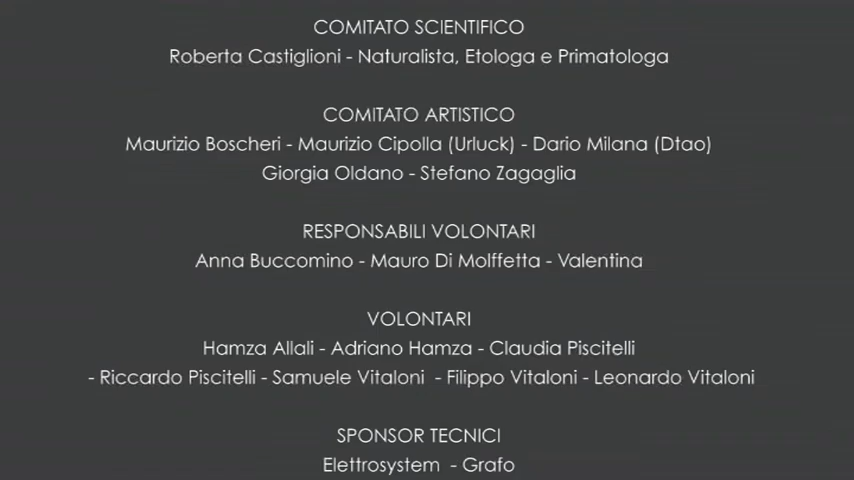 COMITATO SCIENTIFICO
Roberta Castiglioni - Naturalista, Etologa e Primatologa
COMITATO ARTISTICO
Maurizio Boscheri - Maurizio Cipolla (Urluck) - Dario Milana (Dtao)
Giorgia Oldano - Stefano Zagaglia
RESPONSABILI VOLONTARI
Anna Buccomino - Mauro Di Molffetta - Valentina
VOLONTARI
Hamza Allali - Adriano Hamza - Claudia Piscitelli
- Riccardo Piscitelli - Samuele Vitaloni - Filippo Vitaloni - Leonardo Vitaloni
SPONSOR TECNICI
Elettrosystem - Grafo